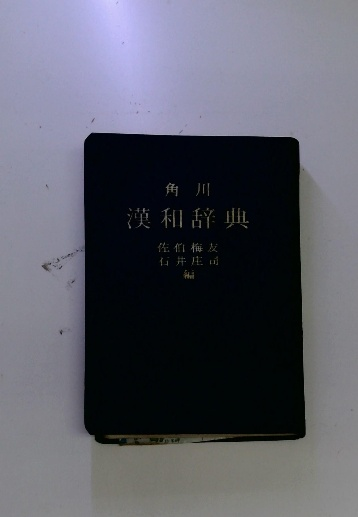 角川
漢和辞典
佐伯梅友
石井庄司
編